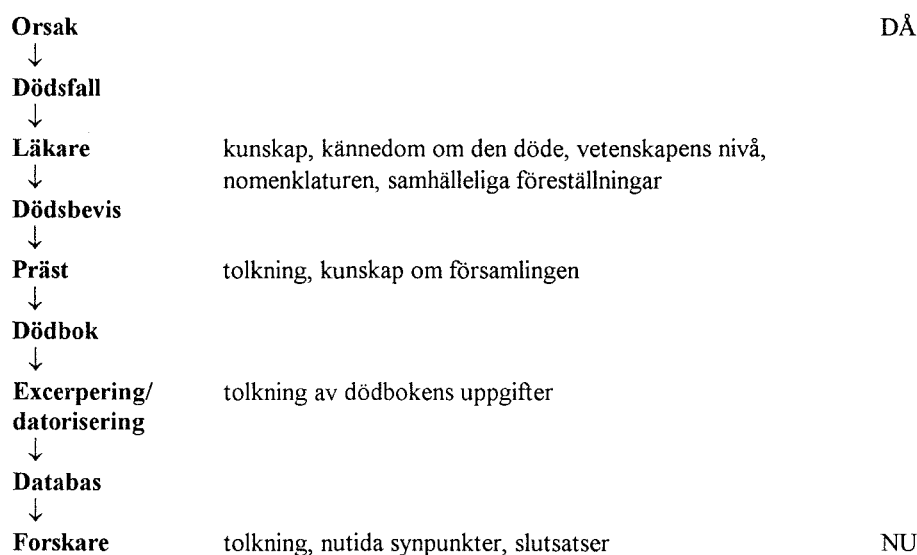 Orsak DÅ
↓
Dödsfall
↓
Läkare kunskap, kännedom om den döde, vetenskapens nivå,
↓ nomenklaturen, samhälleliga föreställningar
Dödsbevis
↓
Präst tolkning, kunskap om församlingen
↓
Dödbok
↓
Excerpering/ tolkning av dödbokens uppgifter
datorisering
↓
Databas
↓
Forskare tolkning, nutida synpunkter, slutsatser NU